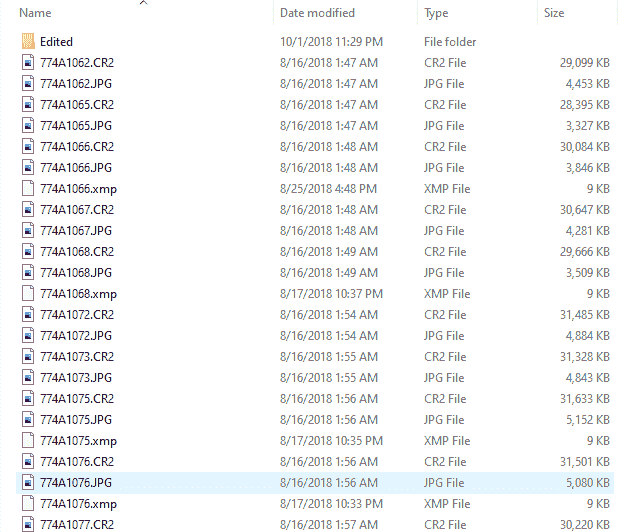 Name Date modified Type Size
Edited 10/1/2018 11:29 PM File folder
774A1062.CR2 8/16/2018 1:47 AM CR2 File 29,099 KB
774A1062.JPG 8/16/2018 1:47 AM JPG File 4,453 KB
774A1065.CR2 8/16/2018 1:47 AM CR2 File 28,395 KB
774A1065.JPG 8/16/2018 1:47 AM JPG File 3,327 KB
774A1066.CR2 8/16/2018 1:48 AM CR2 File 30,084 KB
774A1066.JPG 8/16/2018 1:48 AM JPG File 3,846 KB
774A1066.xmp 8/25/2018 4:48 PM XMP File 9 KB
774A1067.CR2 8/16/2018 1:48 AM CR2 File 30,647 KB
774A1067.JPG 8/16/2018 1:48 AM JPG File 4,281 KB
774A1068.CR2 8/16/2018 1:49 AM CR2 File 29,666 KB
774A1068.JPG 8/16/2018 1:49 AM JPG File 3,509 KB
774A1068.xmp 8/17/2018 10:37 PM XMP File 9 KB
774A1072.CR2 8/16/2018 1:54 AM CR2 File 31,485 KB
774A1072.JPG 8/16/2018 1:54 AM JPG File 4,884 KB
774A1073.CR2 8/16/2018 1:55 AM CR2 File 31,328 KB
774A1073.JPG 8/16/2018 1:55 AM JPG File 4,843 KB
774A1075.CR2 8/16/2018 1:56 AM CR2 File 31,633 KB
774A1075.JPG 8/16/2018 1:56 AM JPG File 5,152 KB
774A1075.xmp 8/17/2018 10:35 PM XMP File 9 KB
774A1076.CR2 8/16/2018 1:56 AM CR2 File 31,501 KB
774A1076.JPG 8/16/2018 1:56 AM JPG File 5,080 KB
774A1076.xmp 8/17/2018 10:33 PM XMP File 9 KB
774A1077.CR2 8/16/2018 1:57 AM CR2 File 30,220 KB